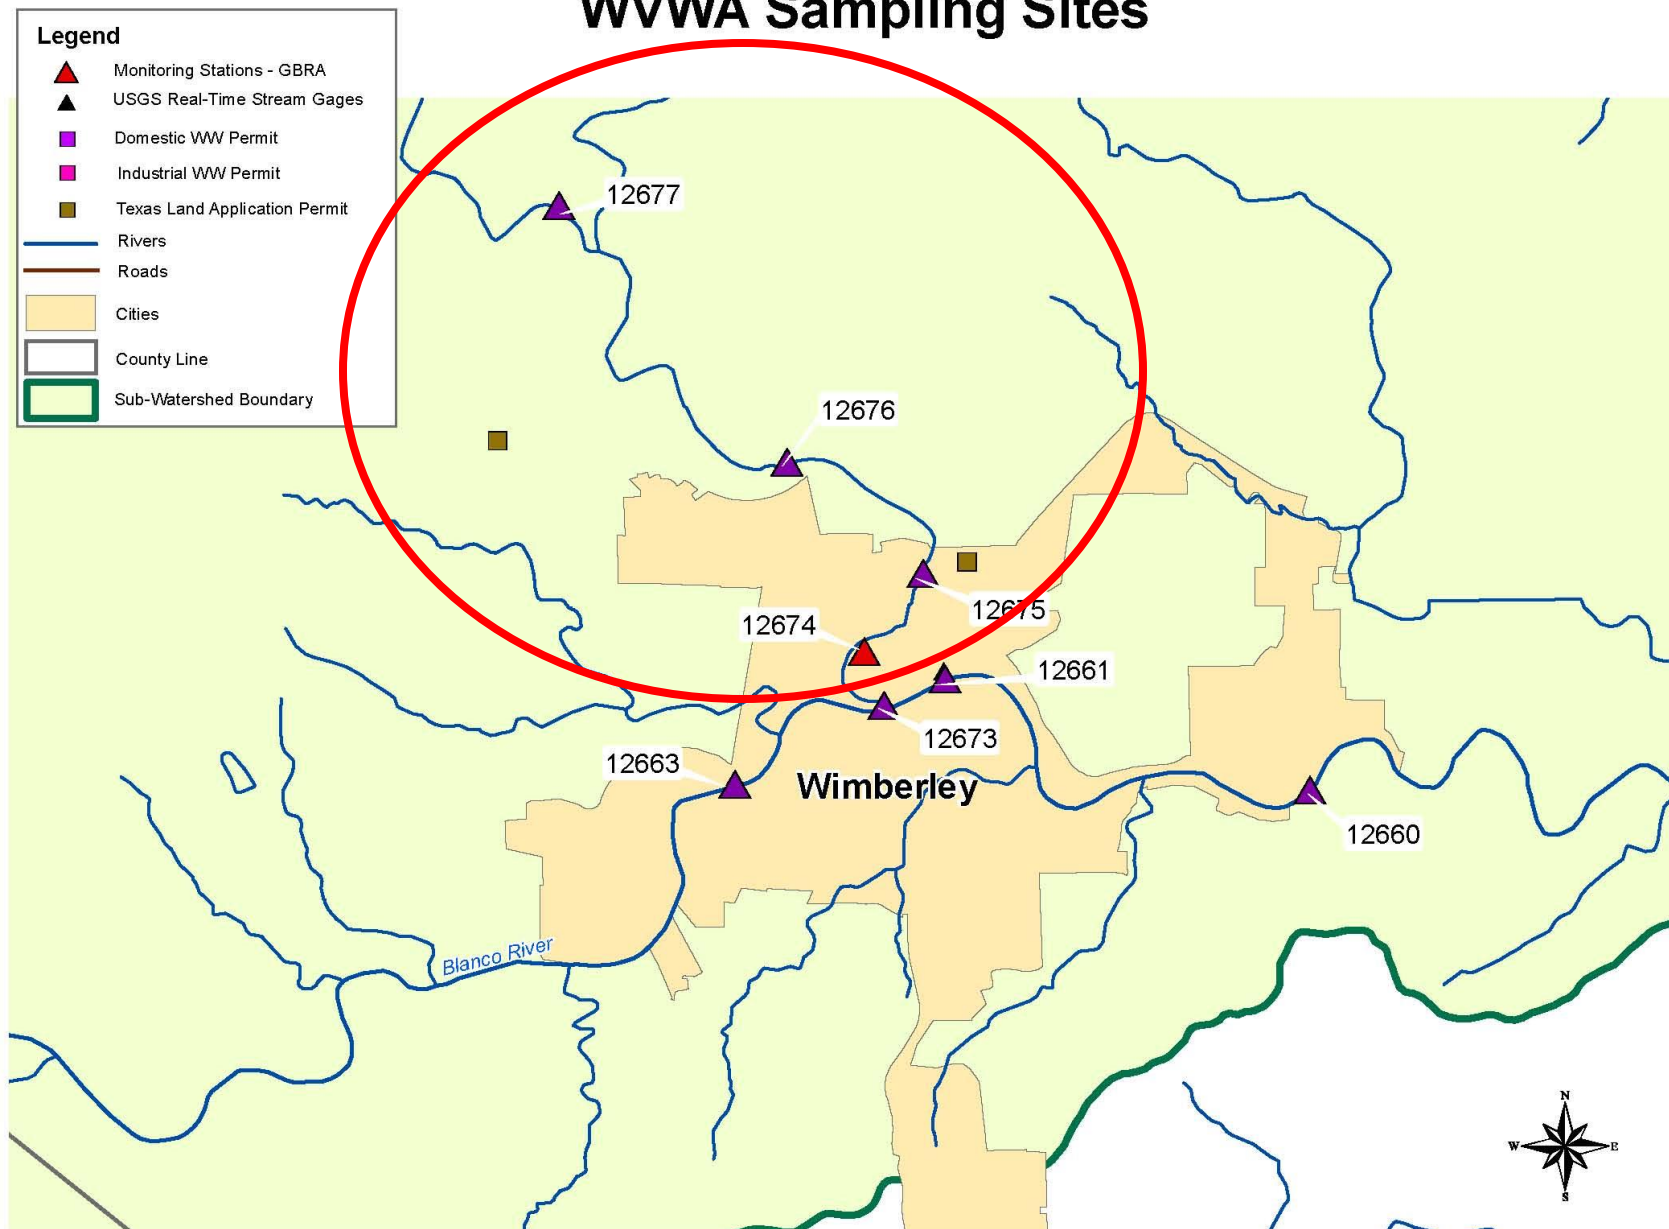 WVWA Sampling Sites
Legend
Monitoring Stations - GBRA
USGS Real-Time Stream Gages
Domestic WW Permit
Industrial WW Permit
Texas Land Application Permit
Rivers
Roads
Cities
County Line
Sub-Watershed Boundary
12677
12676
12675
12674
12661
12673
12663
Wimberley
12660
Blanco River
N
W
E
S